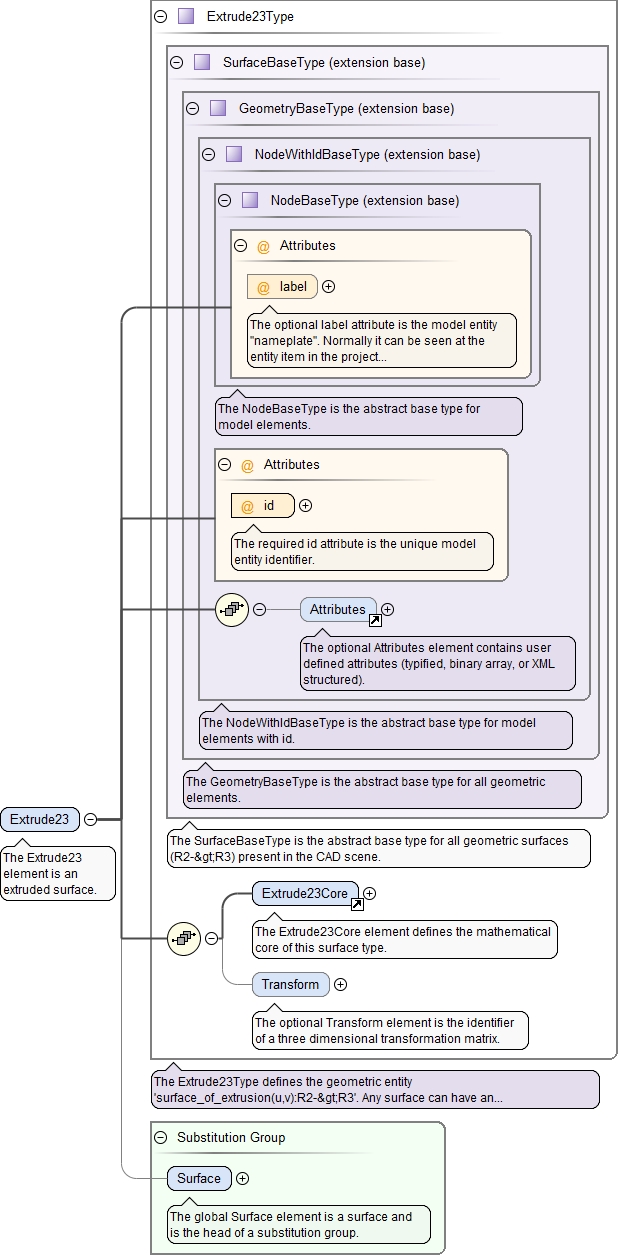 Extrude23Type
SurfaceBaseType (extension base)
GeometryBaseType (extension base)
NodeWithIdBaseType (extension base)
NodeBaseType (extension base)
@ Attributes
@ label
The optional label attribute is the model entity
"nameplate". Normally it can be seen at the
entity item in the project...
The NodeBaseType is the abstract base type for
model elements.
@ Attributes
@ id
The required id attribute is the unique model
entity identifier.
Attributes
The optional Attributes element contains user
defined attributes (typified, binary array, or XML
structured).
The NodeWithIdBaseType is the abstract base type for model
elements with id.
The GeometryBaseType is the abstract base type for all geometric
elements.
Extrude23
The Extrude23
element is an
extruded surface.
The SurfaceBaseType is the abstract base type for all geometric surfaces
(R2-&gt;R3) present in the CAD scene.
Extrude23Core
The Extrude23Core element defines the mathematical
core of this surface type.
Transform
The optional Transform element is the identifier
of a three dimensional transformation matrix.
The Extrude23Type defines the geometric entity
'surface_of_extrusion(u,v):R2-&gt;R3'. Any surface can have an...
Substitution Group
Surface
The global Surface element is a surface and
is the head of a substitution group.